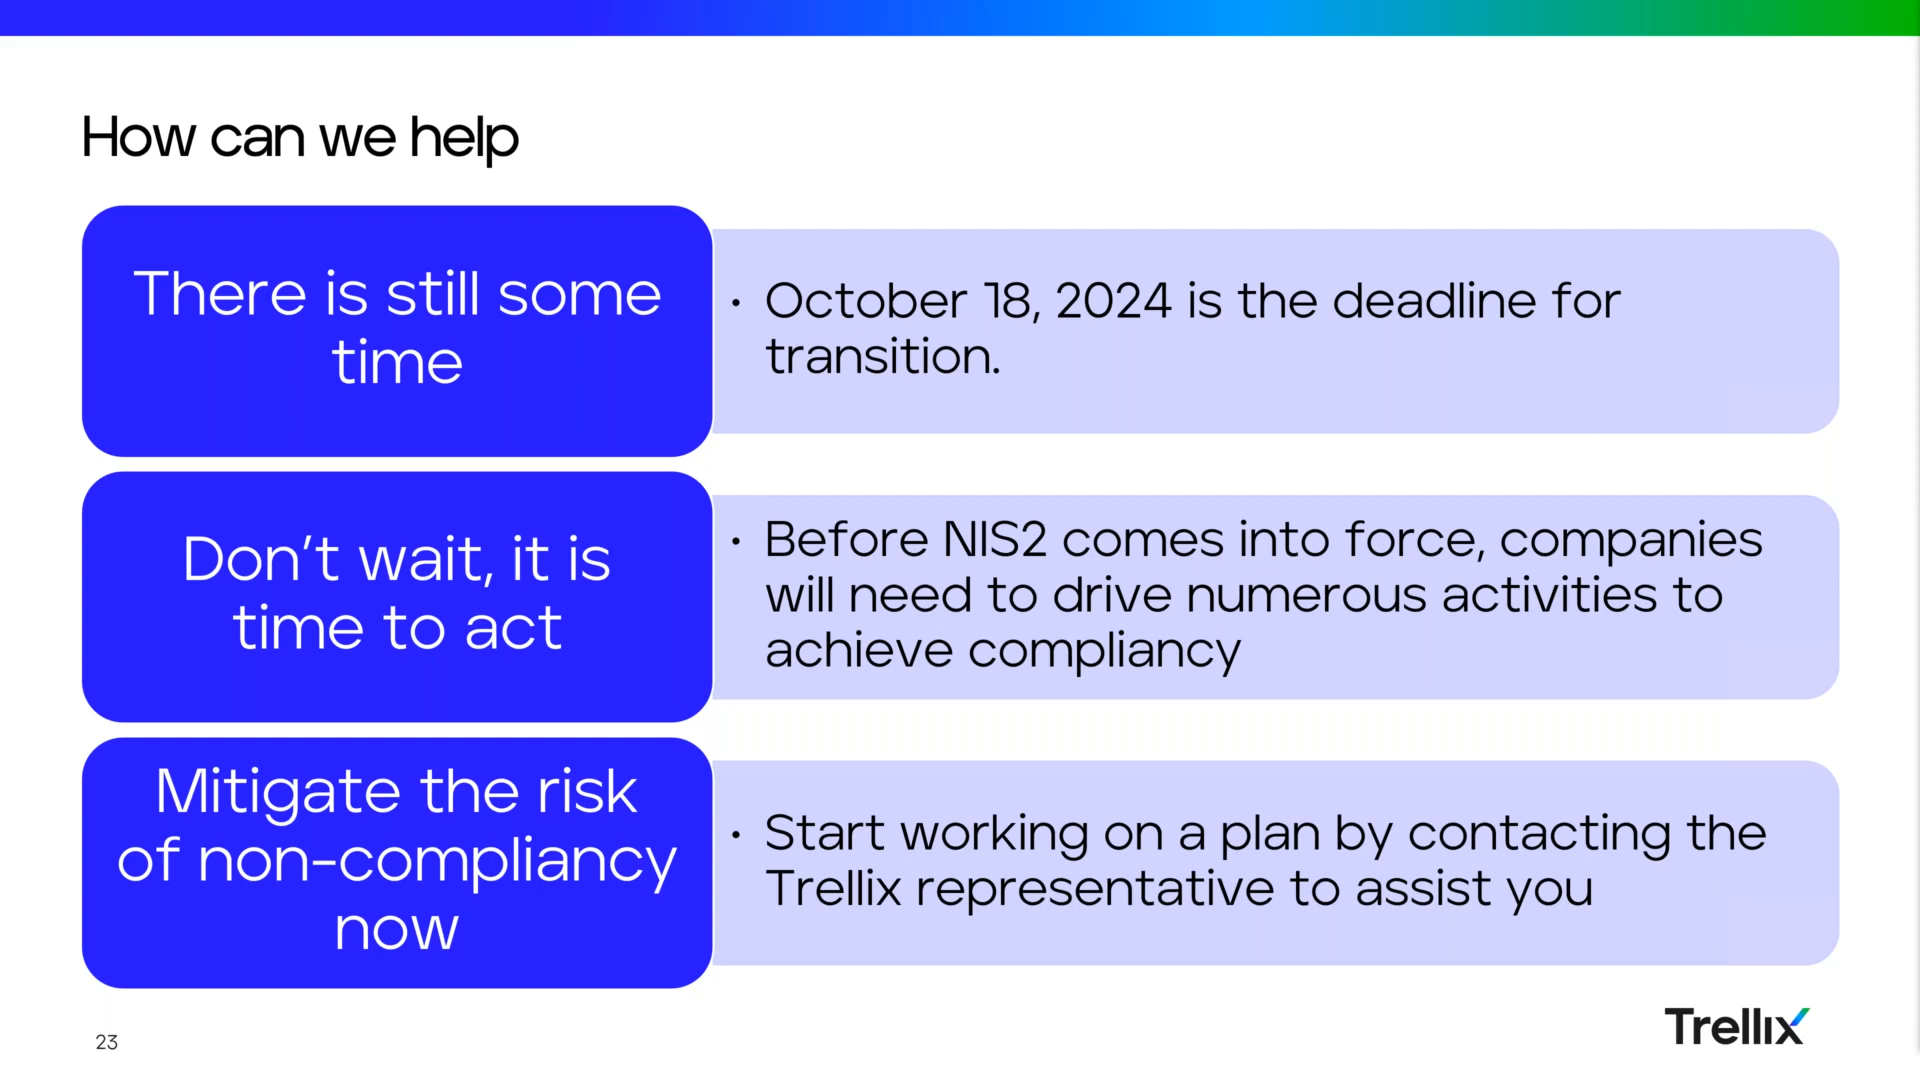 How can we help
There is still some
time
• October 18, 2024 is the deadline for
transition.
Don’t wait, it is
time to act
• Before NIS2 comes into force, companies
will need to drive numerous activities to
achieve compliancy
Mitigate the risk
of non-compliancy
now
• Start working on a plan by contacting the
Trellix representative to assist you
23
Trellix